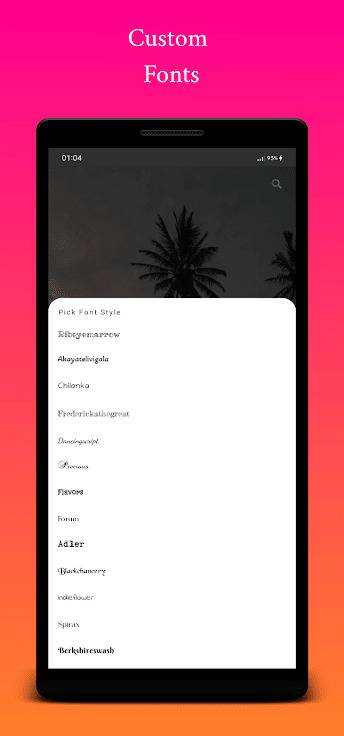 Custom
Fonts
01:04
95%
Pick Font Style
Ribeyemarrow
Akayatelivigala
Chilanka
Frederickathegreat
Dancingscript
Precious
Flavors
Forum
Adler
Blackchancery
indieflower
Spirax
Berkshireswash